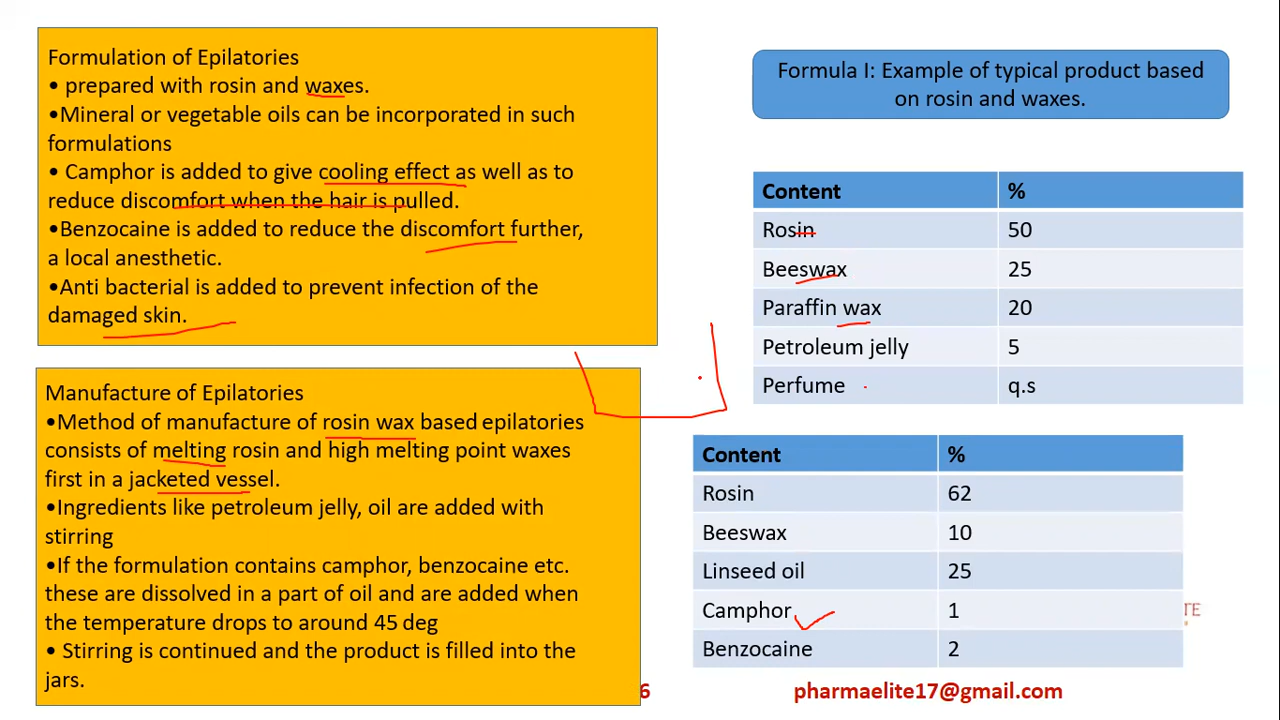 Formulation of Epilatories
• prepared with rosin and waxes.
•Mineral or vegetable oils can be incorporated in such
formulations
• Camphor is added to give cooling effect as well as to
reduce discomfort when the hair is pulled.
•Benzocaine is added to reduce the discomfort further,
a local anesthetic.
•Anti bacterial is added to prevent infection of the
damaged skin.
Manufacture of Epilatories
•Method of manufacture of rosin wax based epilatories
consists of melting rosin and high melting point waxes
first in a jacketed vessel.
•Ingredients like petroleum jelly, oil are added with
stirring
•If the formulation contains camphor, benzocaine etc.
these are dissolved in a part of oil and are added when
the temperature drops to around 45 deg
• Stirring is continued and the product is filled into the
jars.
Formula I: Example of typical product based
on rosin and waxes.
Content %
Rosin 50
Beeswax 25
Paraffin wax 20
Petroleum jelly 5
Perfume q.s
Content %
Rosin 62
Beeswax 10
Linseed oil 25
Camphor 1
Benzocaine 2
6 pharmaelite17@gmail.com